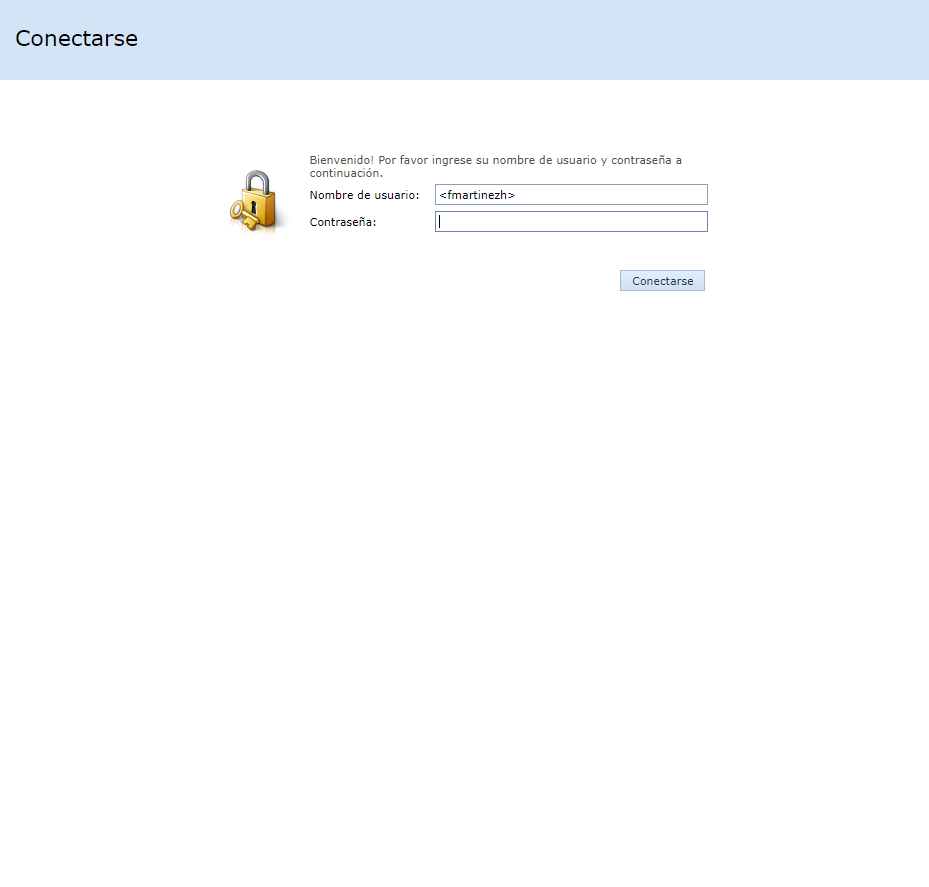 Conectarse
Bienvenido! Por favor ingrese su nombre de usuario y contraseña a
continuación.
Nombre de usuario: <fmartinezh>
Contraseña:
Conectarse